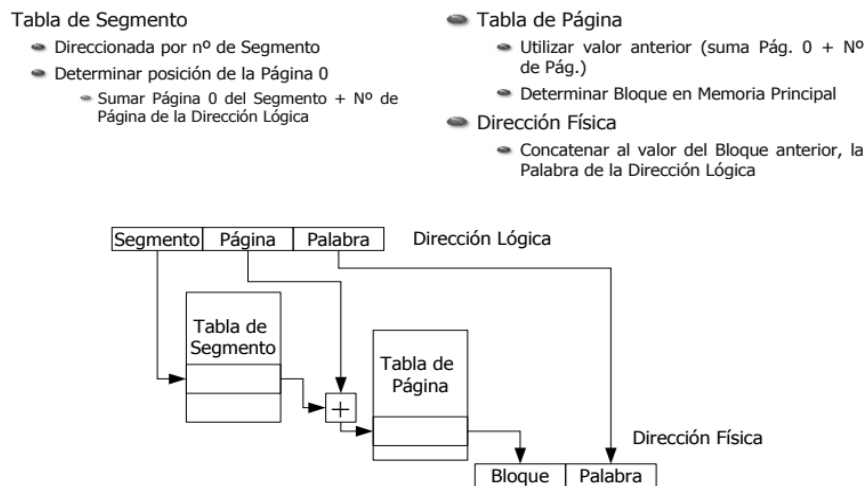 Tabla de Segmento
Direccionada por nº de Segmento
Determinar posición de la Página 0
Sumar Página 0 del Segmento + Nº de
Página de la Dirección Lógica
Tabla de Página
Utilizar valor anterior (suma Pág. 0 + Nº
de Pág.)
Determinar Bloque en Memoria Principal
Dirección Física
Concatenar al valor del Bloque anterior, la
Palabra de la Dirección Lógica
Segmento Página Palabra Dirección Lógica
Tabla de
Segmento
Tabla de
Página
+
Dirección Física
Bloque Palabra